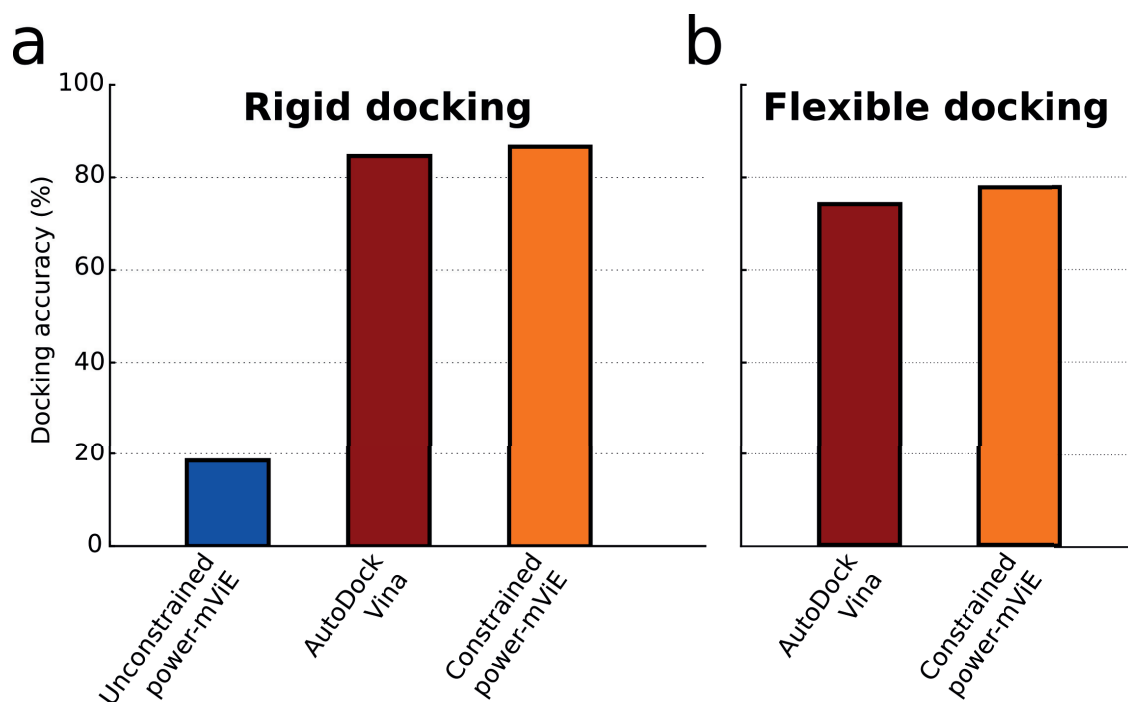 a
b
Rigid docking
Flexible docking
Docking accuracy (%)
100
80
60
40
20
0
Unconstrained
power-mViE
AutoDock
Vina
Constrained
power-mViE
AutoDock
Vina
Constrained
power-mViE